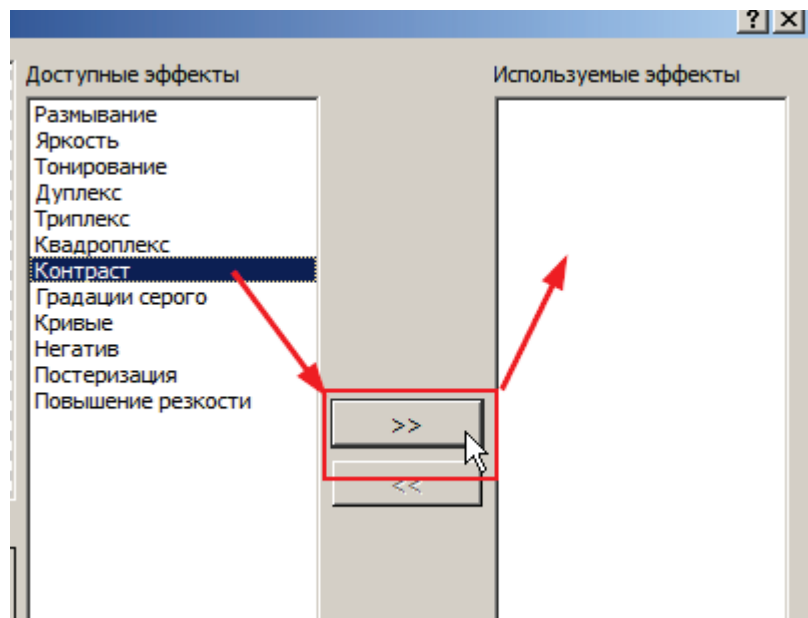 Доступные эффекты
Используемые эффекты
Размывание
Яркость
Тонирование
Дуплекс
Триплекс
Квадроплекс
Контраст
Градации серого
Кривые
Негатив
Постеризация
Повышение резкости
>>
<<